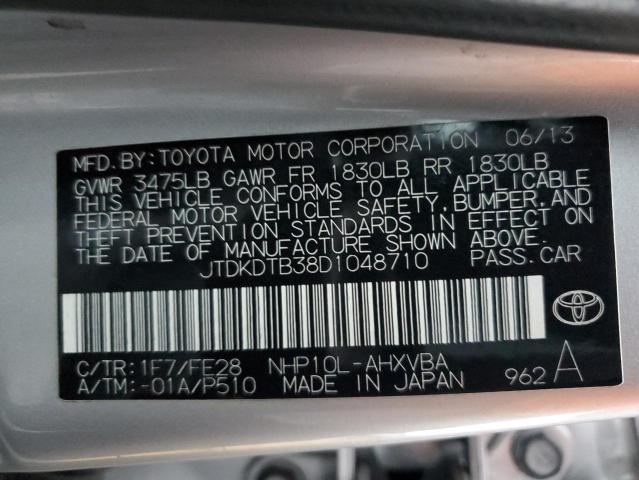 MFD. BY: TOYOTA MOTOR CORPORATION 06/13
GVWR 3475LB GAWR FR 1830LB RR 1830LB
THIS VEHICLE CONFORMS TO ALL APPLICABLE
FEDERAL MOTOR VEHICLE SAFETY, BUMPER, AND
THEFT PREVENTION STANDARDS IN EFFECT ON
THE DATE OF MANUFACTURE SHOWN ABOVE.
JTDKDTB38D1048710 PASS. CAR
TOYOTA
C/TR: 1F7/FE28 NHP10L-AHXVBA
A/TM: -01A/P510 MADE IN JAPAN 962 A